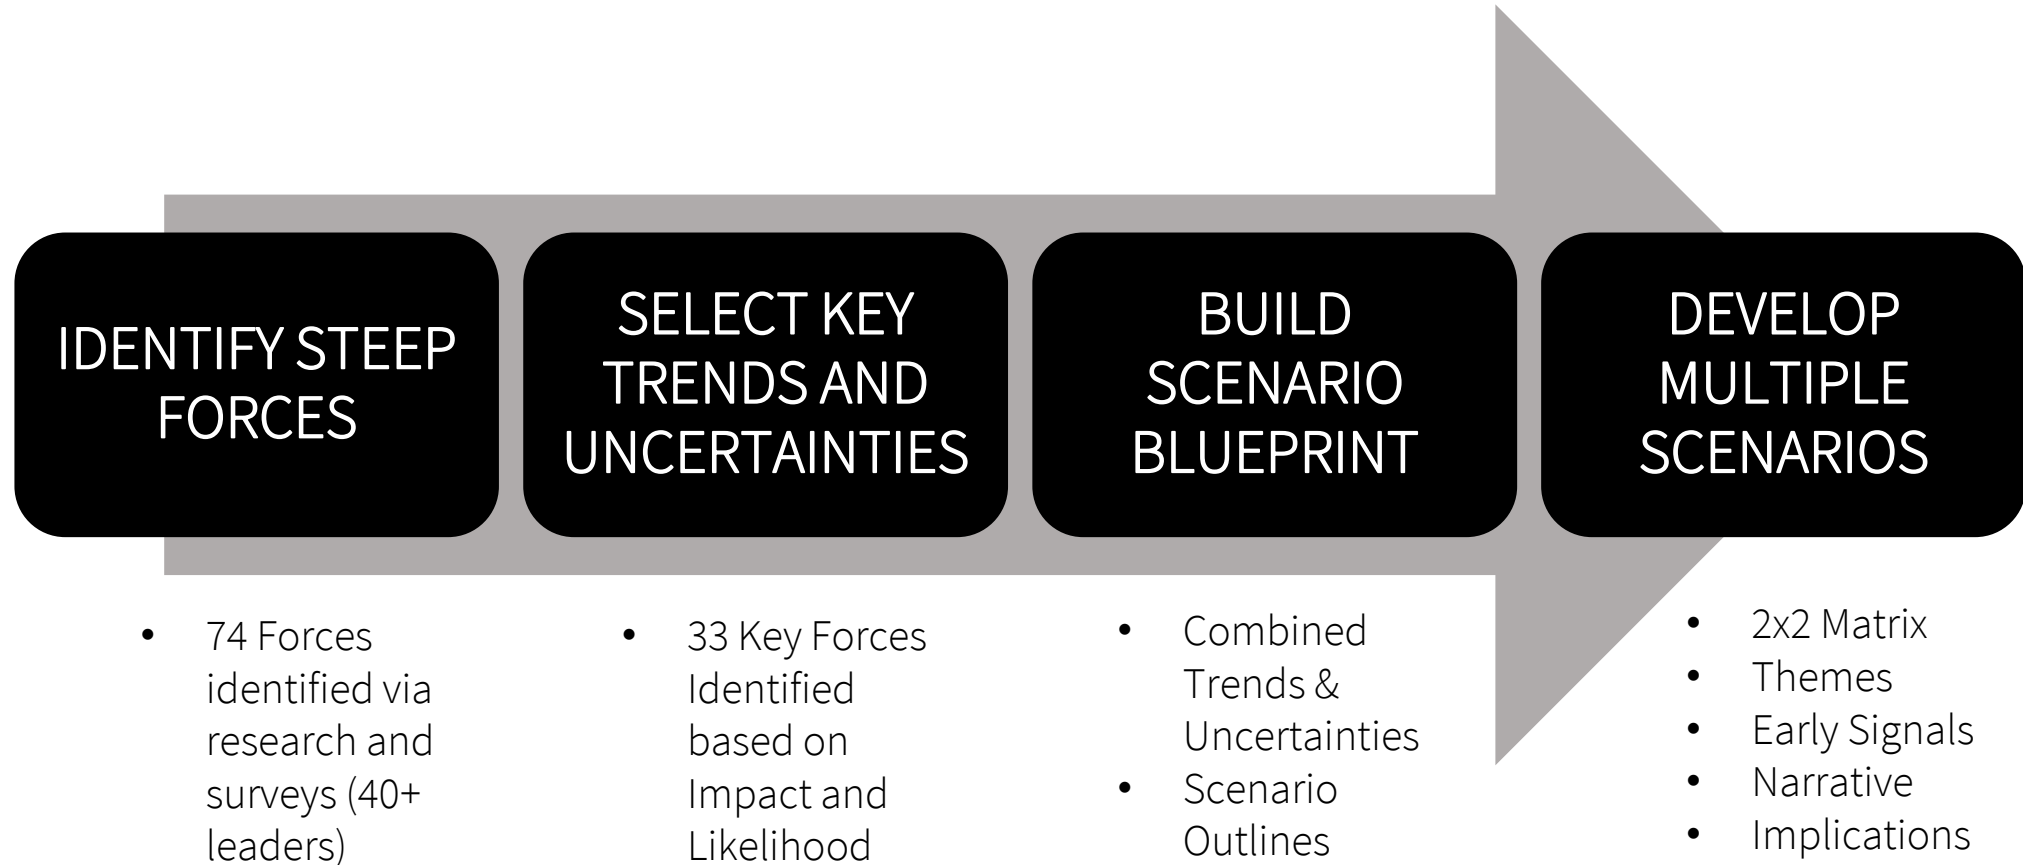 IDENTIFY STEEP
FORCES
SELECT KEY
TRENDS AND
UNCERTAINTIES
BUILD
SCENARIO
BLUEPRINT
DEVELOP
MULTIPLE
SCENARIOS
• 74 Forces
identified via
research and
surveys (40+
leaders)
• 33 Key Forces
Identified
based on
Impact and
Likelihood
• Combined
Trends &
Uncertainties
• Scenario
Outlines
• 2x2 Matrix
• Themes
• Early Signals
• Narrative
• Implications